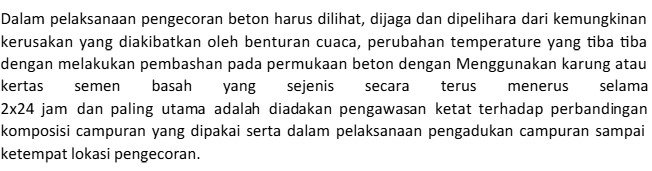 Dalam pelaksanaan pengecoran beton harus dilihat, dijaga dan dipelihara dari kemungkinan
kerusakan yang diakibatkan oleh benturan cuaca, perubahan temperature yang tiba tiba
dengan melakukan pembashan pada permukaan beton dengan Menggunakan karung atau
kertas semen basah yang sejenis secara terus menerus selama
2x24 jam dan paling utama adalah diadakan pengawasan ketat terhadap perbandingan
komposisi campuran yang dipakai serta dalam pelaksanaan pengadukan campuran sampai
ketempat lokasi pengecoran.